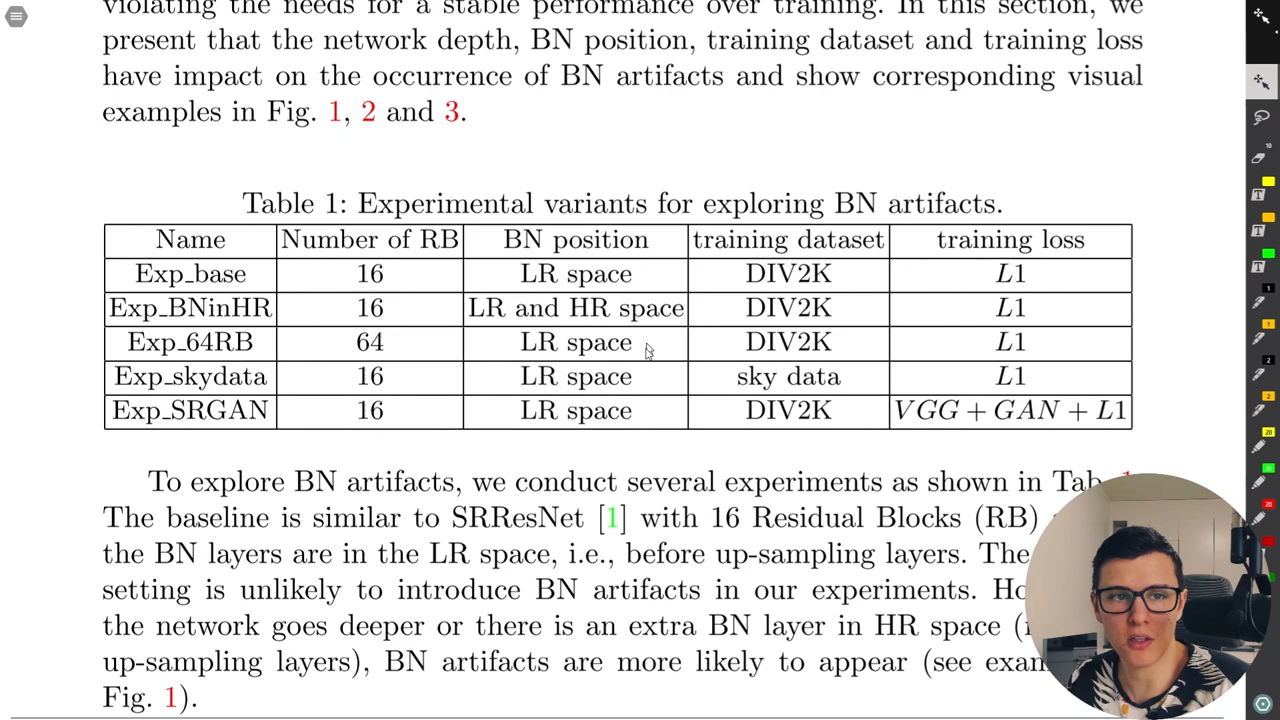 violating the needs for a stable performance over training. In this section, we
present that the network depth, BN position, training dataset and training loss
have impact on the occurrence of BN artifacts and show corresponding visual
examples in Fig. 1, 2 and 3.
Table 1: Experimental variants for exploring BN artifacts.
Name Number of RB BN position training dataset training loss
Exp_base 16 LR space DIV2K L1
Exp_BNinHR 16 LR and HR space DIV2K L1
Exp_64RB 64 LR space DIV2K L1
Exp_skydata 16 LR space sky data L1
Exp_SRGAN 16 LR space DIV2K VGG + GAN + L1
To explore BN artifacts, we conduct several experiments as shown in Tab. 1.
The baseline is similar to SRResNet [1] with 16 Residual Blocks (RB)
the BN layers are in the LR space, i.e., before up-sampling layers. The
setting is unlikely to introduce BN artifacts in our experiments.
the network goes deeper or there is an extra BN layer in HR space
up-sampling layers), BN artifacts are more likely to appear (see
Fig. 1).